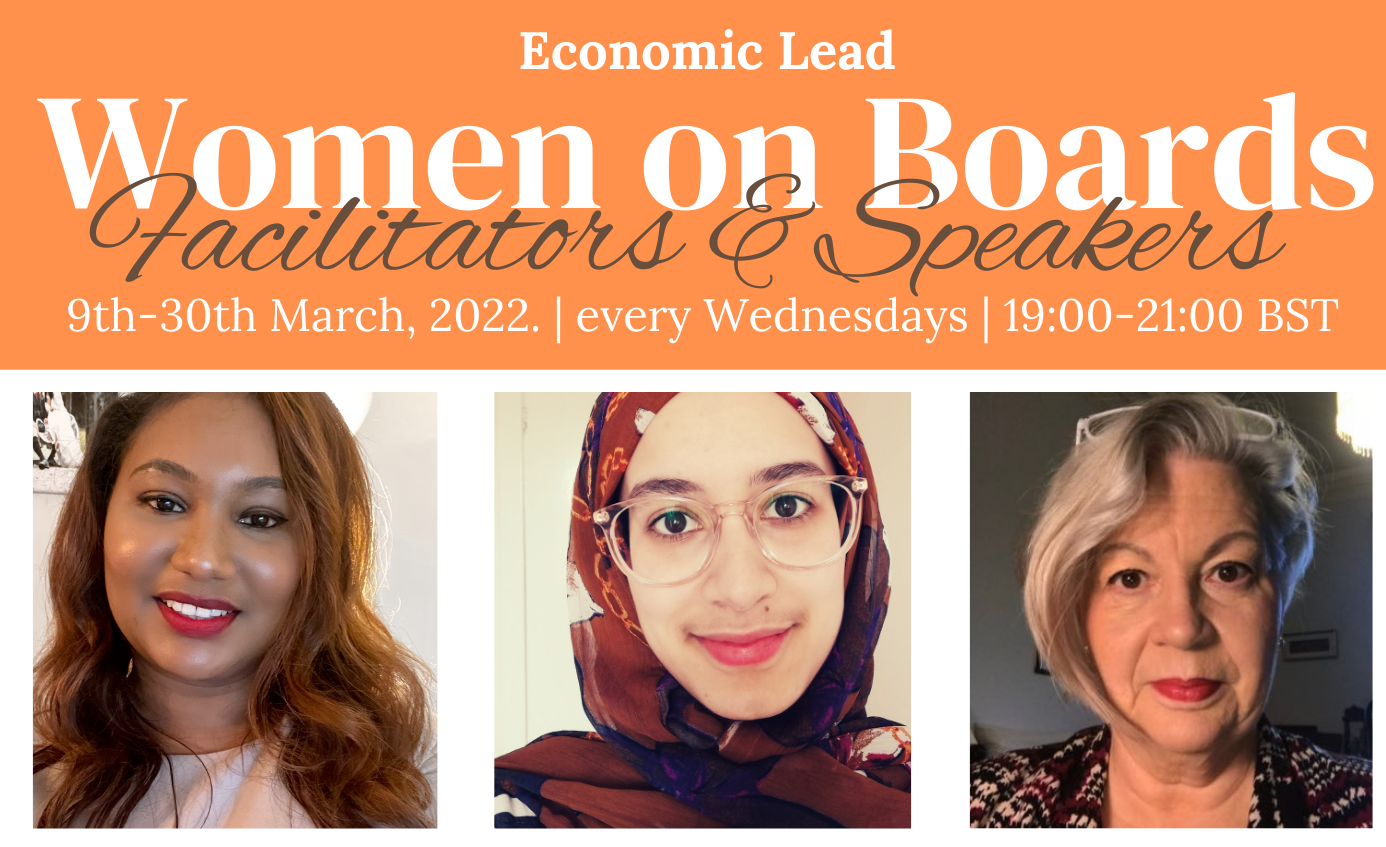 Economic Lead
Women on Boards
Facilitators & Speakers
9th-30th March, 2022. | every Wednesdays | 19:00-21:00 BST